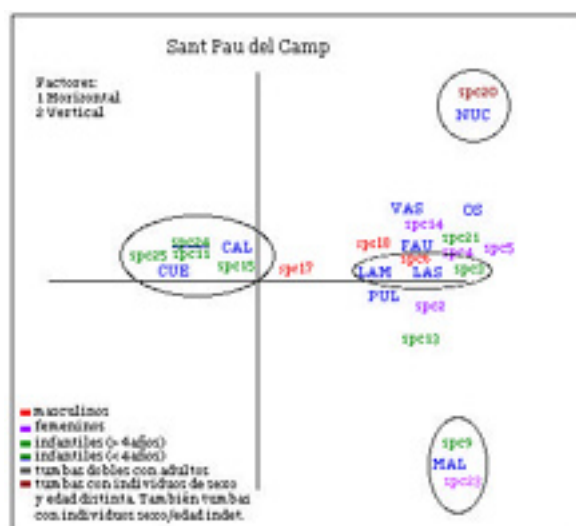 Sant Pau del Camp
Factores:
1 Horizontal
2 Vertical
spc20
NUC
VAS OS
spc14
spc24 spc18 FAU spc21
spc25 spc11 CAL spc4 spc5
spc6
CUE spc15 spc17 LAM LAS spc3
PUL spc2
spc13
masculinos
femeninos
infantiles (> 4 años) spc9
infantiles (< 4 años)
tumbas dobles con adultos MAL
tumbas con individuos de sexo spc23
y edad distinta. También tumbas
con individuos sexo/edad indet.